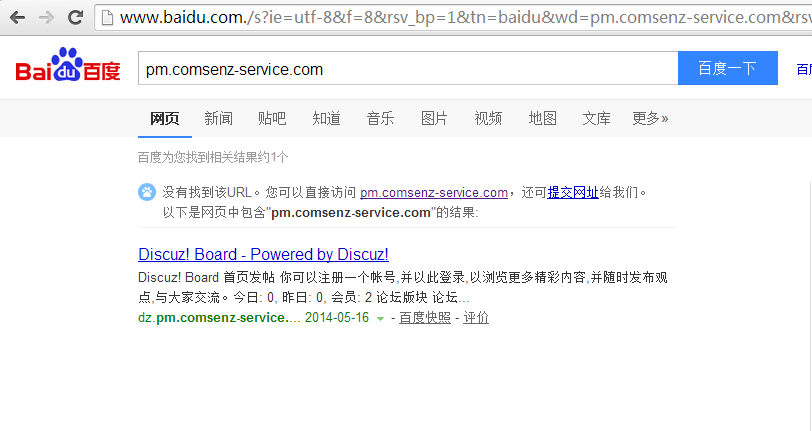 www.baidu.com./s?ie=utf-8&f=8&rsv_bp=1&tn=baidu&wd=pm.comsenz-service.com&rsv
Bai du 百度 pm.comsenz-service.com 百度一下 百度
网页 新闻 贴吧 知道 音乐 图片 视频 地图 文库 更多»
百度为您找到相关结果约1个
没有找到该URL。您可以直接访问 pm.comsenz-service.com，还可提交网址给我们。
以下是网页中包含"pm.comsenz-service.com"的结果:
Discuz! Board - Powered by Discuz!
Discuz! Board 首页发帖 你可以注册一个帐号,并以此登录,以浏览更多精彩内容,并随时发布观
点,与大家交流。今日: 0, 昨日: 0, 会员: 2 论坛版块 论坛...
dz.pm.comsenz-service.... 2014-05-16 - 百度快照 - 评价